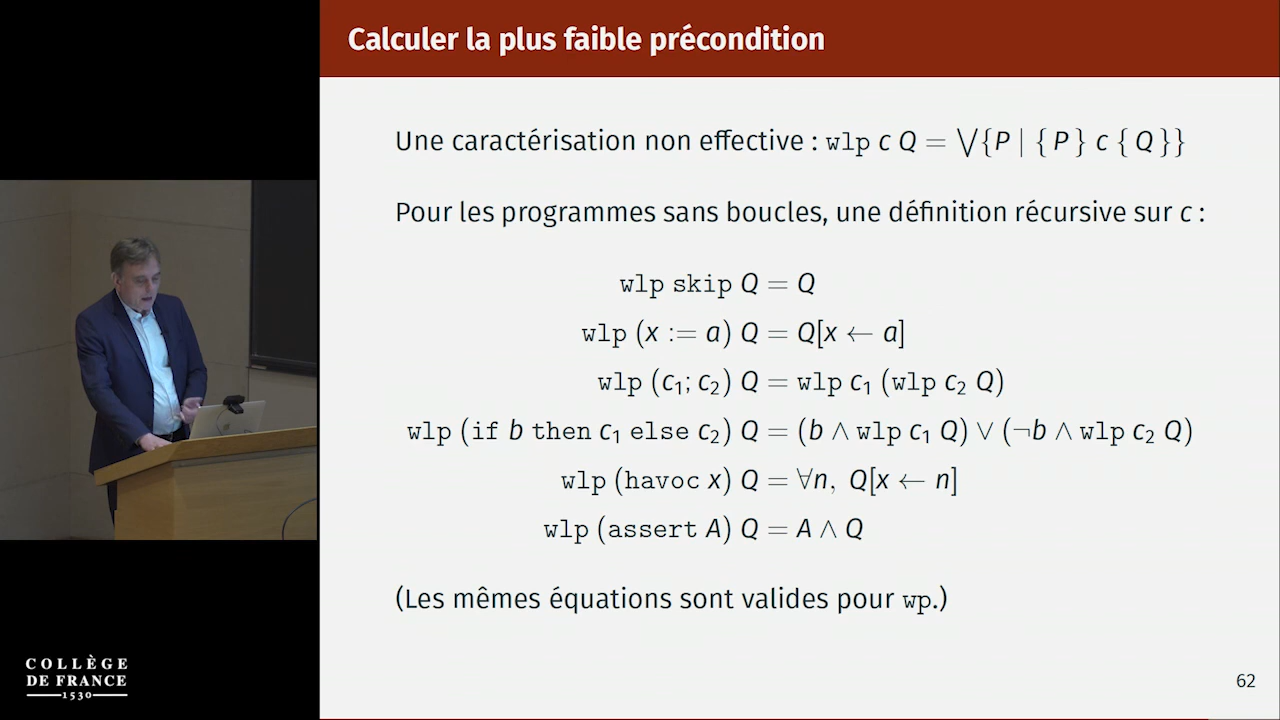 Calculer la plus faible précondition
Une caractérisation non effective : wlp c Q = ⋁{P | { P } c { Q }}
Pour les programmes sans boucles, une définition récursive sur c :
wlp skip Q = Q
wlp (x := a) Q = Q[x ← a]
wlp (c₁; c₂) Q = wlp c₁ (wlp c₂ Q)
wlp (if b then c₁ else c₂) Q = (b ∧ wlp c₁ Q) ∨ (¬b ∧ wlp c₂ Q)
wlp (havoc x) Q = ∀n, Q[x ← n]
wlp (assert A) Q = A ∧ Q
(Les mêmes équations sont valides pour wp.)
COLLÈGE
DE FRANCE
1530
62